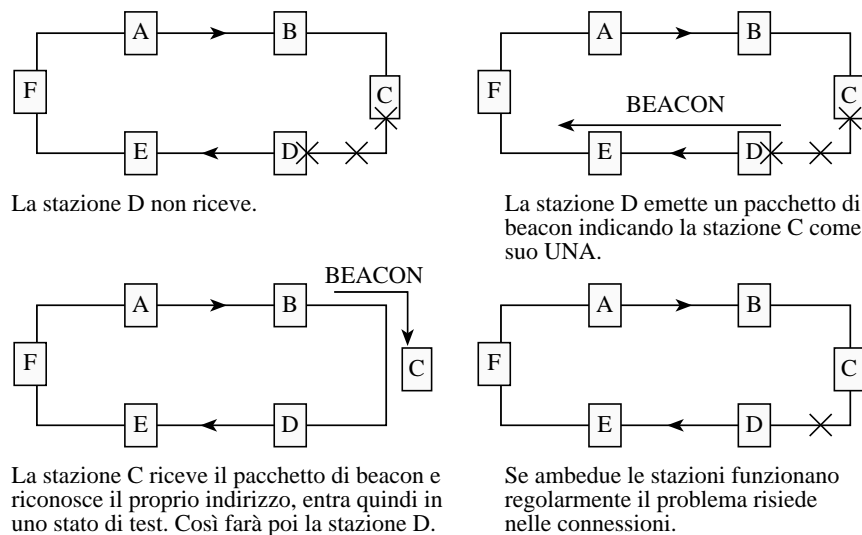 A
B
F
C
E
D
La stazione D non riceve.
A
B
F
C
BEACON
E
D
La stazione D emette un pacchetto di
beacon indicando la stazione C come
suo UNA.
BEACON
A
B
F
C
E
D
La stazione C riceve il pacchetto di beacon e
riconosce il proprio indirizzo, entra quindi in
uno stato di test. Così farà poi la stazione D.
A
B
F
C
E
D
Se ambedue le stazioni funzionano
regolarmente il problema risiede
nelle connessioni.